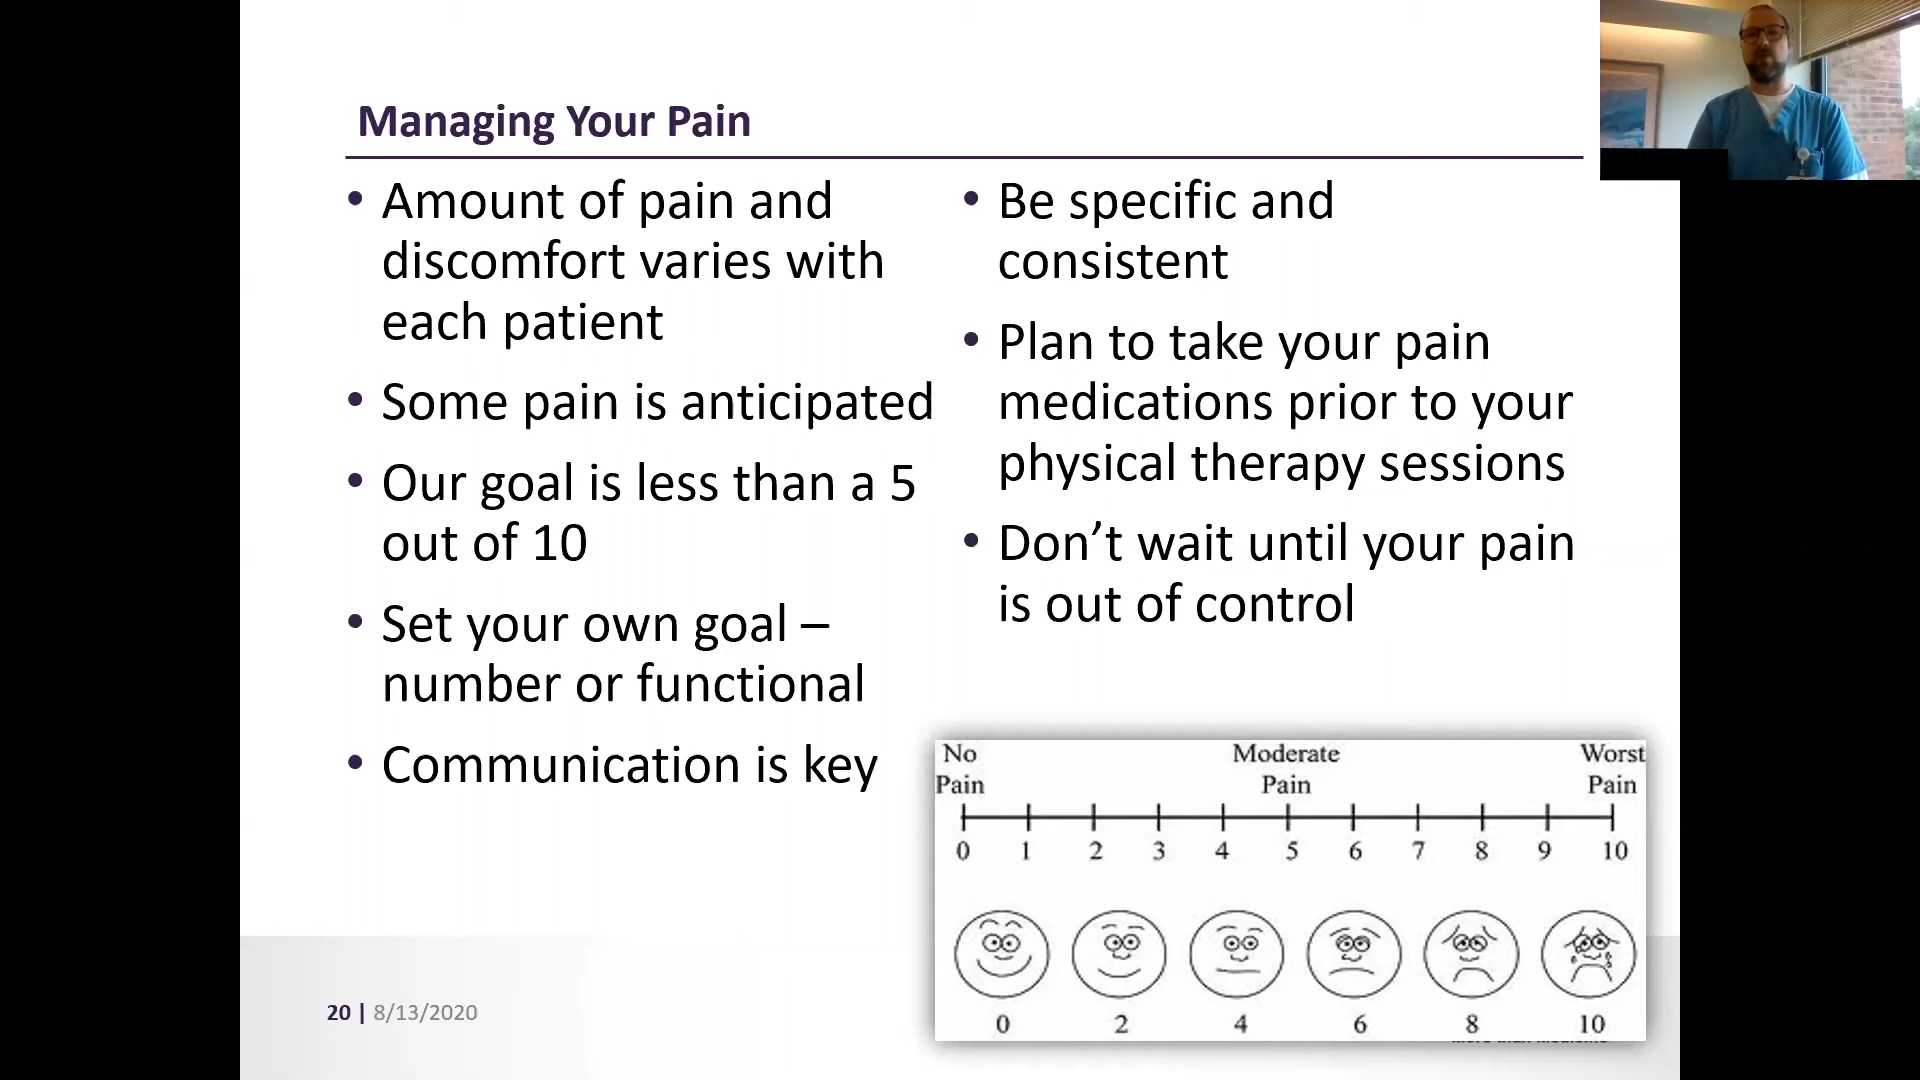 Managing Your Pain
• Amount of pain and
discomfort varies with
each patient
• Some pain is anticipated
• Our goal is less than a 5
out of 10
• Set your own goal –
number or functional
• Communication is key
• Be specific and
consistent
• Plan to take your pain
medications prior to your
physical therapy sessions
• Don’t wait until your pain
is out of control
No Pain
Moderate Pain
Worst Pain
0 1 2 3 4 5 6 7 8 9 10
0 2 4 6 8 10
20 | 8/13/2020